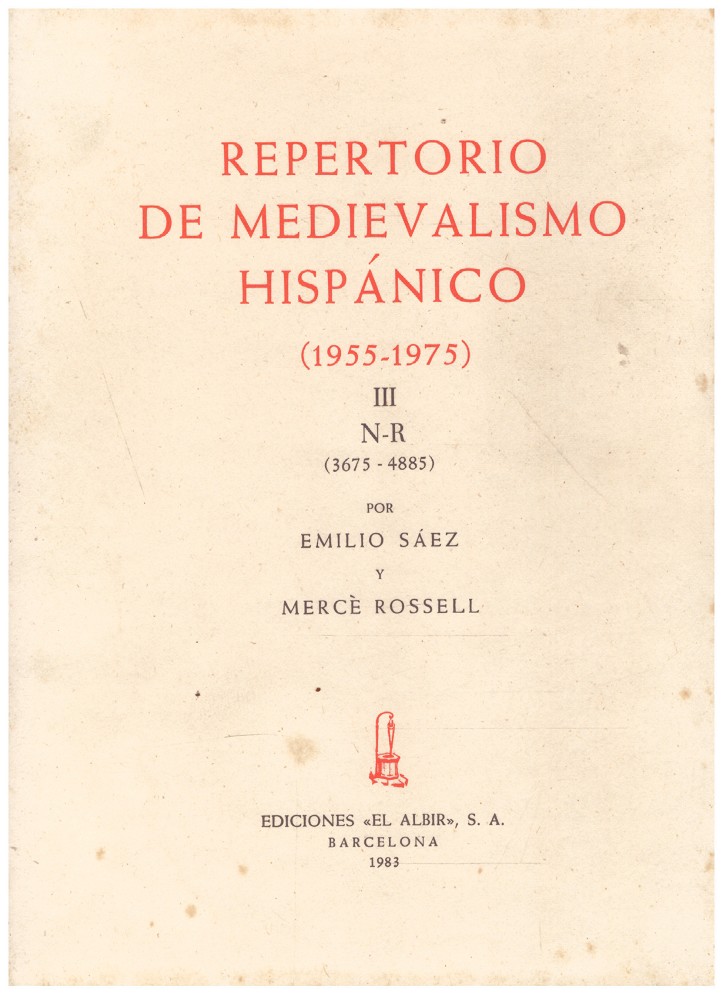 REPERTORIO
DE MEDIEVALISMO
HISPÁNICO
(1955-1975)
III
N-R
(3675 - 4885)
POR
EMILIO SÁEZ
Y
MERCÈ ROSSELL
EDICIONES «EL ALBIR», S. A.
BARCELONA
1983